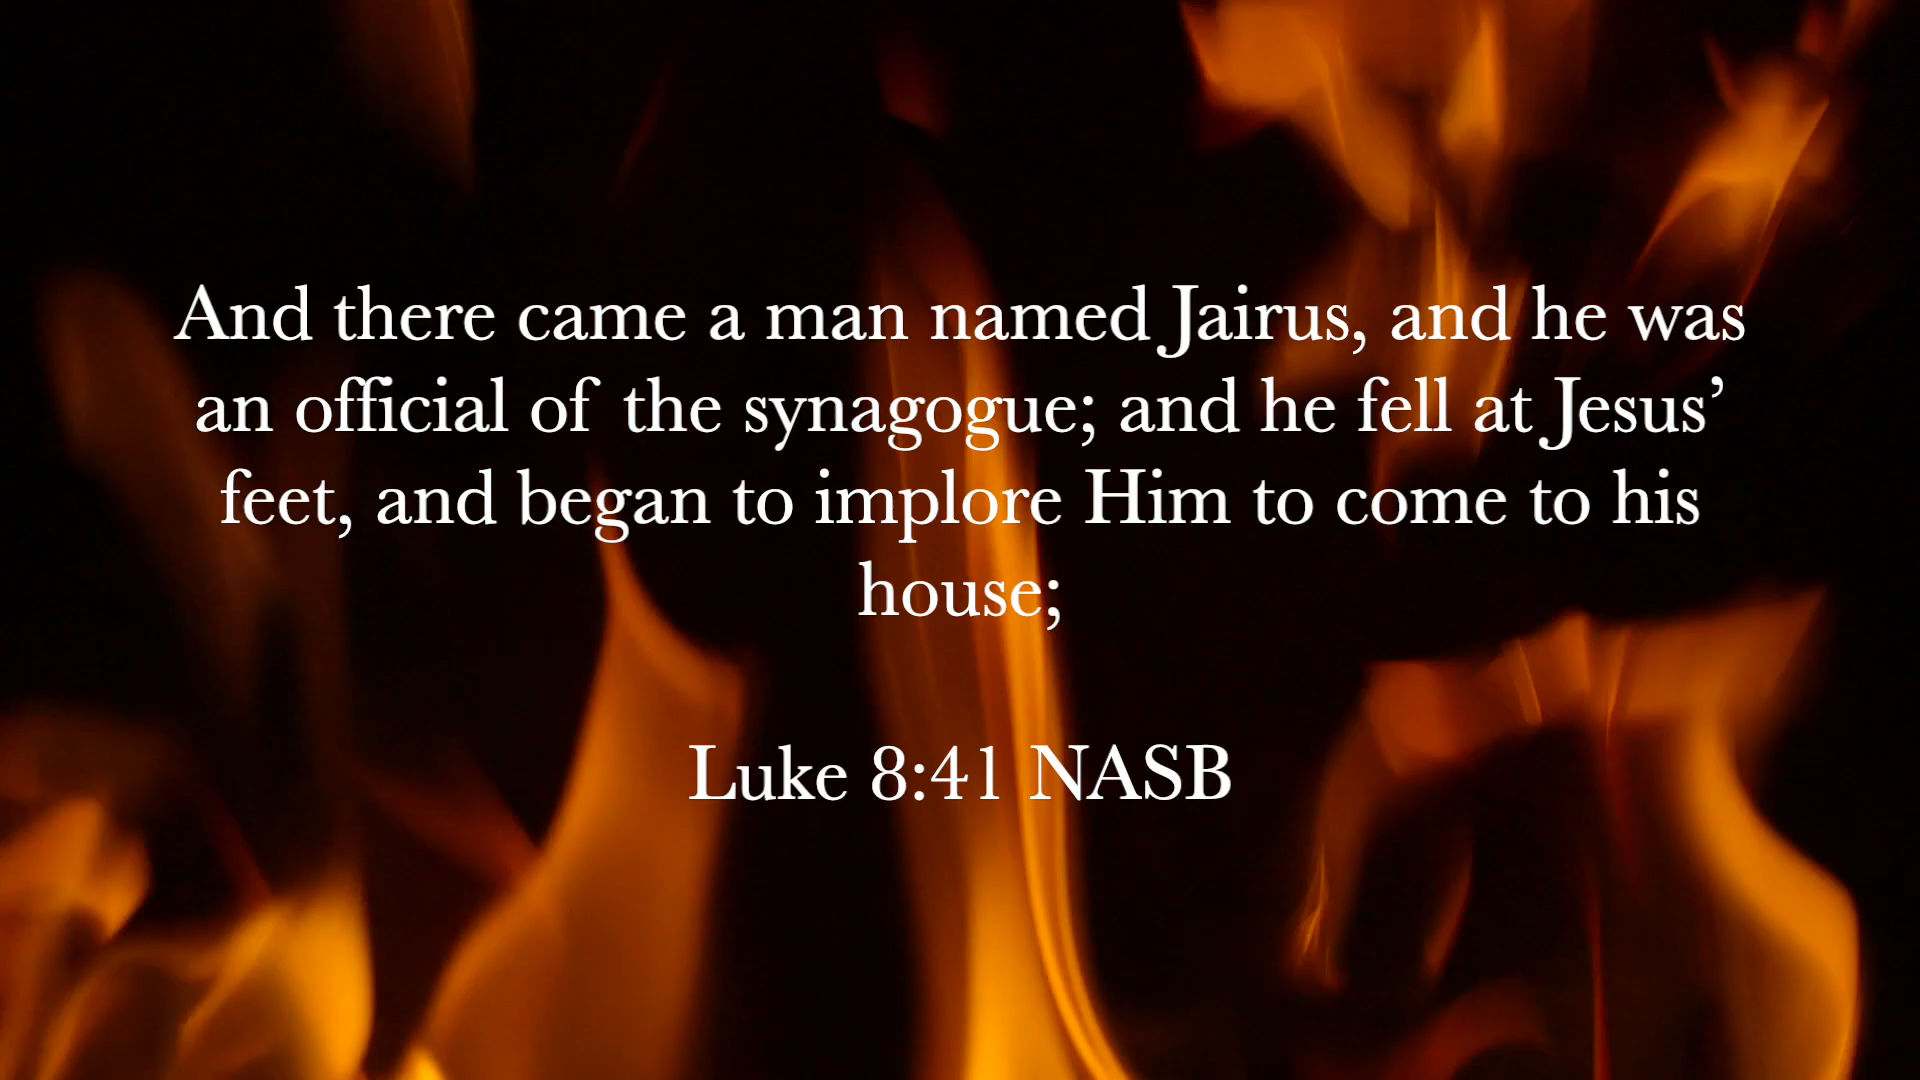 And there came a man named Jairus, and he was
an official of the synagogue; and he fell at Jesus’
feet, and began to implore Him to come to his
house;
Luke 8:41 NASB